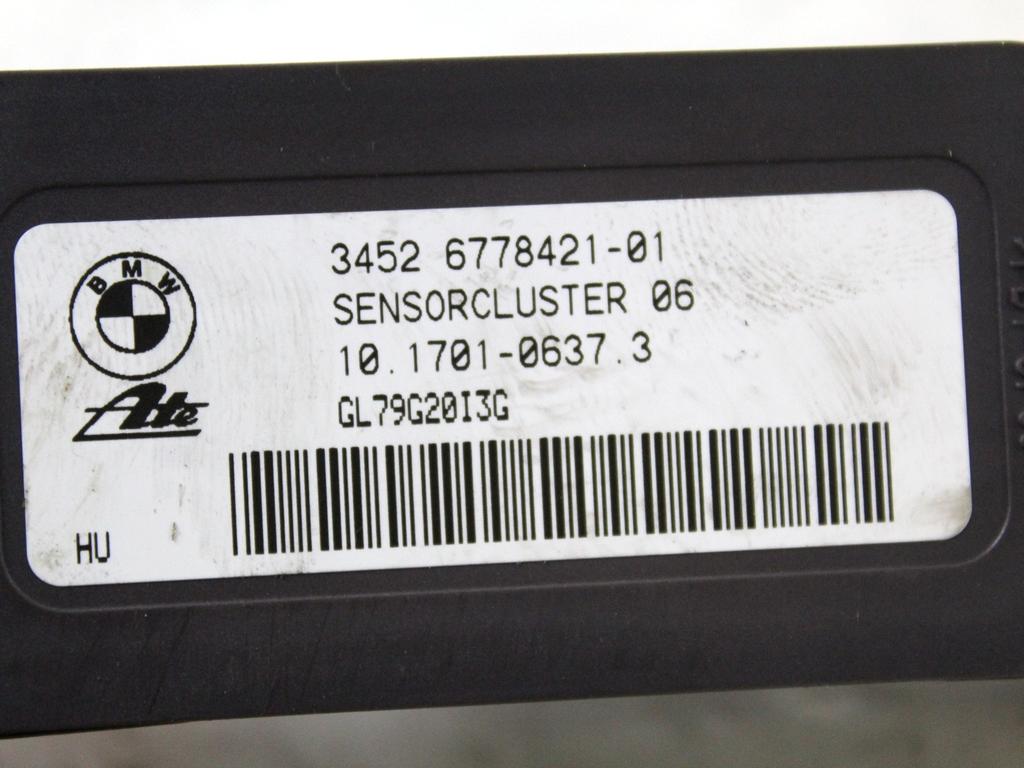 BMW
Ate
3452 6778421-01
SENSORCLUSTER 06
10.1701-0637.3
GL79G20I3G
HU